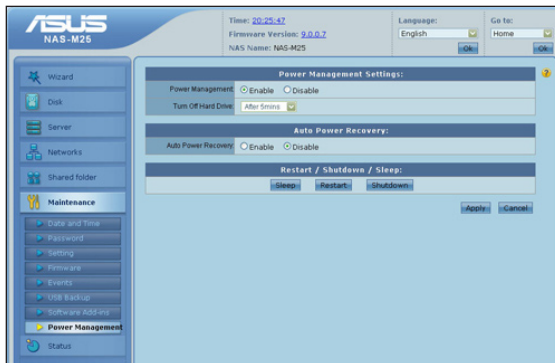 ASUS
NAS-M25
Time: 20:25:47
Firmware Version: 9.0.0.7
NAS Name: NAS-M25
Language:
English
Ok
Go to:
Home
Ok
Wizard
Disk
Server
Networks
Shared folder
Maintenance
Date and Time
Password
Setting
Firmware
Events
USB Backup
Software Add-ins
Power Management
Status
Power Management Settings:
Power Management: Enable Disable
Turn Off Hard Drive: After 5mins
Auto Power Recovery:
Auto Power Recovery: Enable Disable
Restart / Shutdown / Sleep:
Sleep Restart Shutdown
Apply Cancel